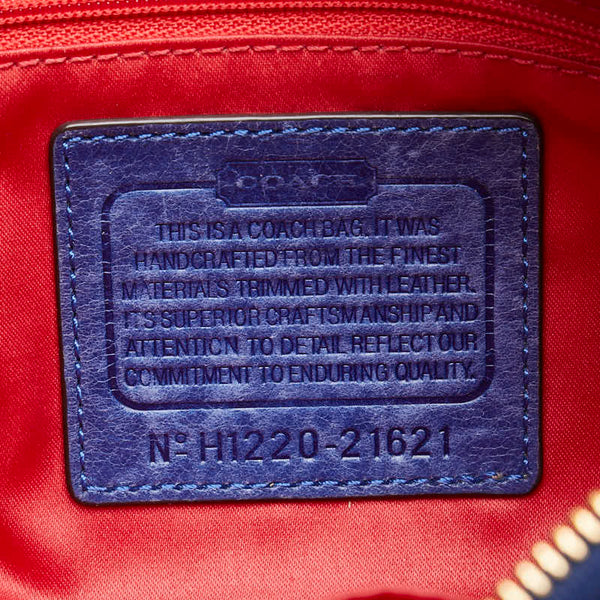 COACH
THIS IS A COACH BAG. IT WAS
HANDCRAFTED FROM THE FINEST
MATERIALS TRIMMED WITH LEATHER.
IT'S SUPERIOR CRAFTSMANSHIP AND
ATTENTION TO DETAIL REFLECT OUR
COMMITMENT TO ENDURING QUALITY.
Nº H1220-21621